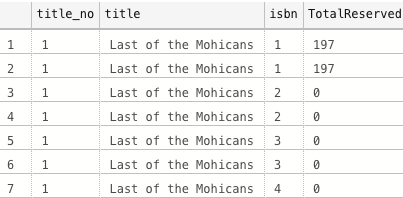 title_no title isbn TotalReserved
1 1 Last of the Mohicans 1 197
2 1 Last of the Mohicans 1 197
3 1 Last of the Mohicans 2 0
4 1 Last of the Mohicans 2 0
5 1 Last of the Mohicans 3 0
6 1 Last of the Mohicans 3 0
7 1 Last of the Mohicans 4 0